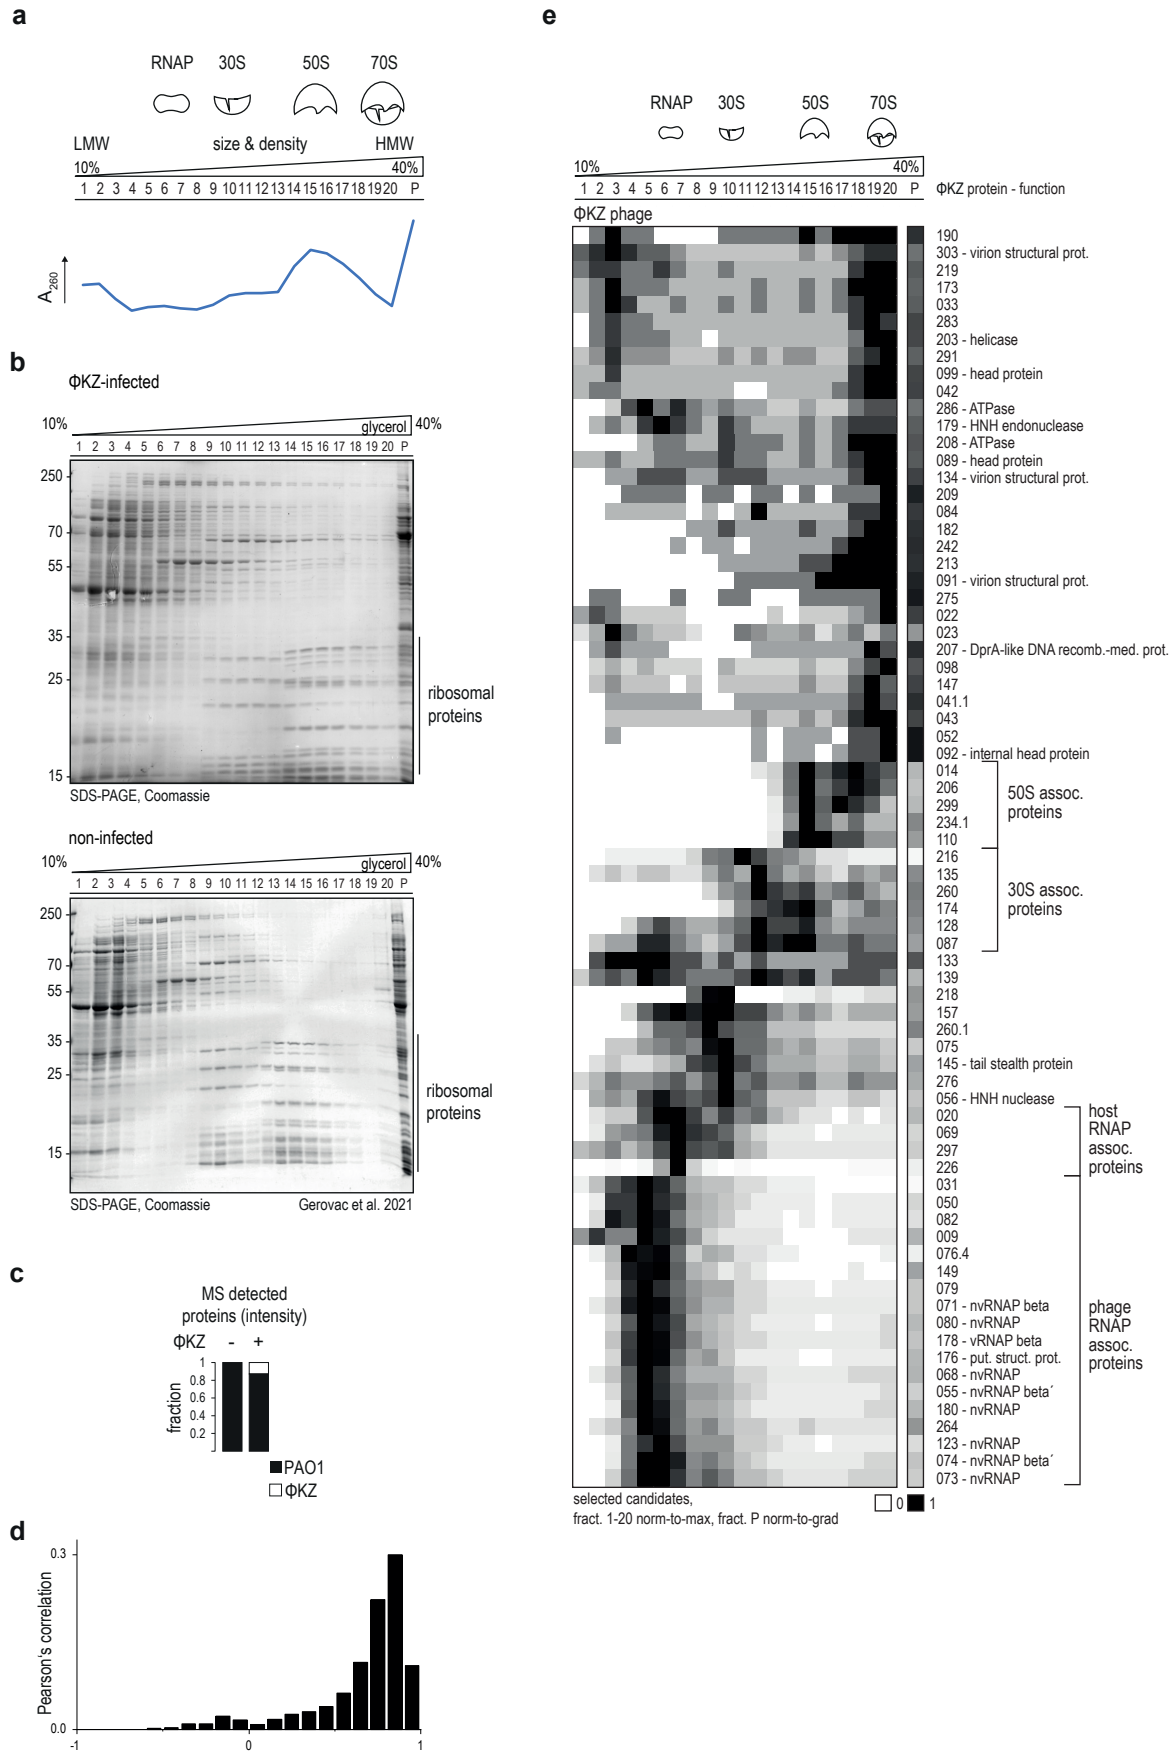 a
RNAP 30S 50S 70S
LMW size & density HMW
10% 40%
1 2 3 4 5 6 7 8 9 10 11 12 13 14 15 16 17 18 19 20 P
A260
b
ΦKZ-infected
10% glycerol 40%
1 2 3 4 5 6 7 8 9 10 11 12 13 14 15 16 17 18 19 20 P
250
70
55
35
25
15
ribosomal
proteins
SDS-PAGE, Coomassie
non-infected
10% glycerol 40%
1 2 3 4 5 6 7 8 9 10 11 12 13 14 15 16 17 18 19 20 P
250
70
55
35
25
15
ribosomal
proteins
SDS-PAGE, Coomassie Gerovac et al. 2021
c
MS detected
proteins (intensity)
ΦKZ - +
fraction
1
0.8
0.6
0.4
0.2
PAO1
ΦKZ
d
Pearson's correlation
0.3
0.0
-1 0 1
e
RNAP 30S 50S 70S
10% 40%
1 2 3 4 5 6 7 8 9 10 11 12 13 14 15 16 17 18 19 20 P ΦKZ protein - function
ΦKZ phage
190
303 - virion structural prot.
219
173
033
283
203 - helicase
291
099 - head protein
042
286 - ATPase
179 - HNH endonuclease
208 - ATPase
089 - head protein
134 - virion structural prot.
209
084
182
242
213
091 - virion structural prot.
275
022
023
207 - DprA-like DNA recomb.-med. prot.
098
147
041.1
043
052
092 - internal head protein
014
206
299
234.1
110
50S assoc.
proteins
216
135
260
174
128
087
30S assoc.
proteins
133
139
218
157
260.1
075
145 - tail stealth protein
276
056 - HNH nuclease
020
069
297
226
host
RNAP
assoc.
proteins
031
050
082
009
076.4
149
079
071 - nvRNAP beta
080 - nvRNAP
178 - vRNAP beta
176 - put. struct. prot.
068 - nvRNAP
055 - nvRNAP beta´
180 - nvRNAP
264
123 - nvRNAP
074 - nvRNAP beta´
073 - nvRNAP
phage
RNAP
assoc.
proteins
selected candidates,
fract. 1-20 norm-to-max, fract. P norm-to-grad
0 1